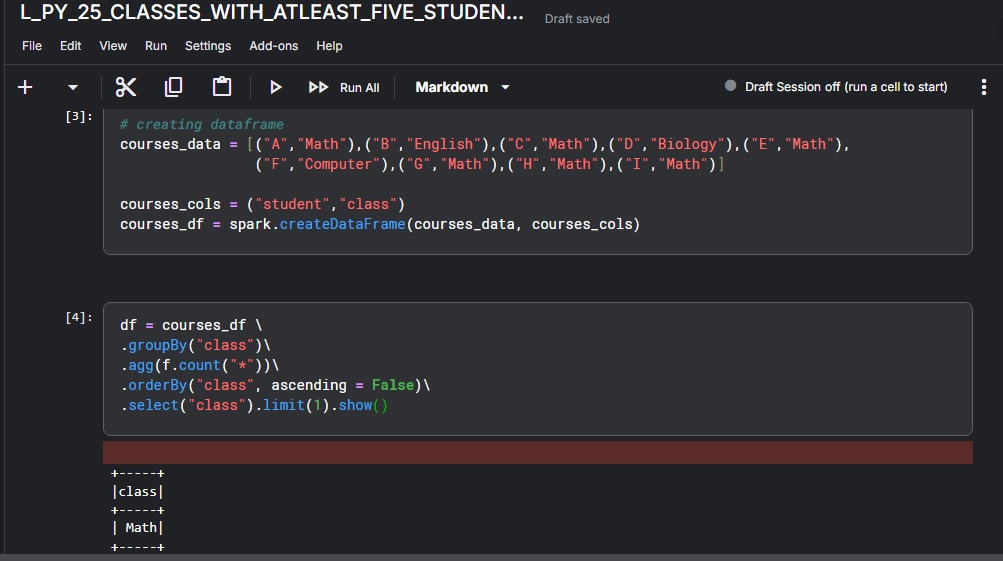 L_PY_25_CLASSES_WITH_ATLEAST_FIVE_STUDEN... Draft saved
File Edit View Run Settings Add-ons Help
+ Run All Markdown Draft Session off (run a cell to start)
[3]:
# creating dataframe
courses_data = [("A","Math"),("B","English"),("C","Math"),("D","Biology"),("E","Math"),
("F","Computer"),("G","Math"),("H","Math"),("I","Math")]
courses_cols = ("student","class")
courses_df = spark.createDataFrame(courses_data, courses_cols)
[4]:
df = courses_df \
.groupBy("class")\
.agg(f.count("*"))\
.orderBy("class", ascending = False)\
.select("class").limit(1).show()
+-----+
|class|
+-----+
| Math|
+-----+